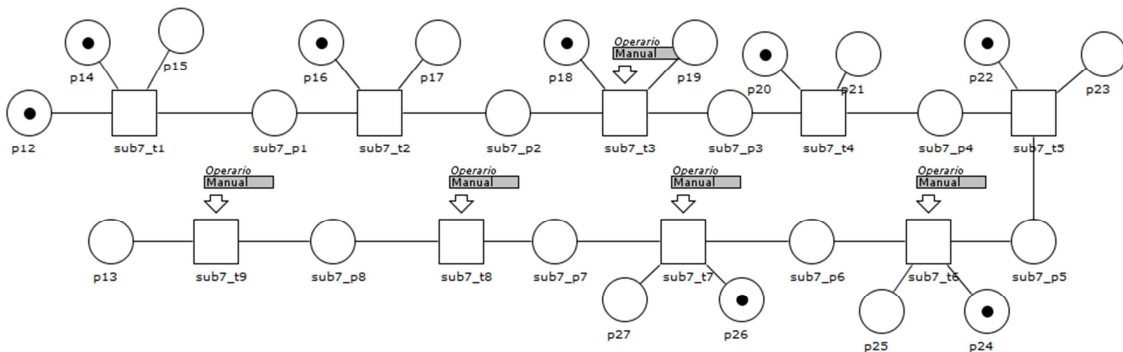 Operario
Manual
p14
p15
p16
p17
p18
p19
p20
p21
p22
p23
p12
sub7_t1
sub7_p1
sub7_t2
sub7_p2
sub7_t3
sub7_p3
sub7_t4
sub7_p4
sub7_t5
Operario
Manual
Operario
Manual
Operario
Manual
Operario
Manual
p13
sub7_t9
sub7_p8
sub7_t8
sub7_p7
sub7_t7
sub7_p6
sub7_t6
sub7_p5
p27
p26
p25
p24